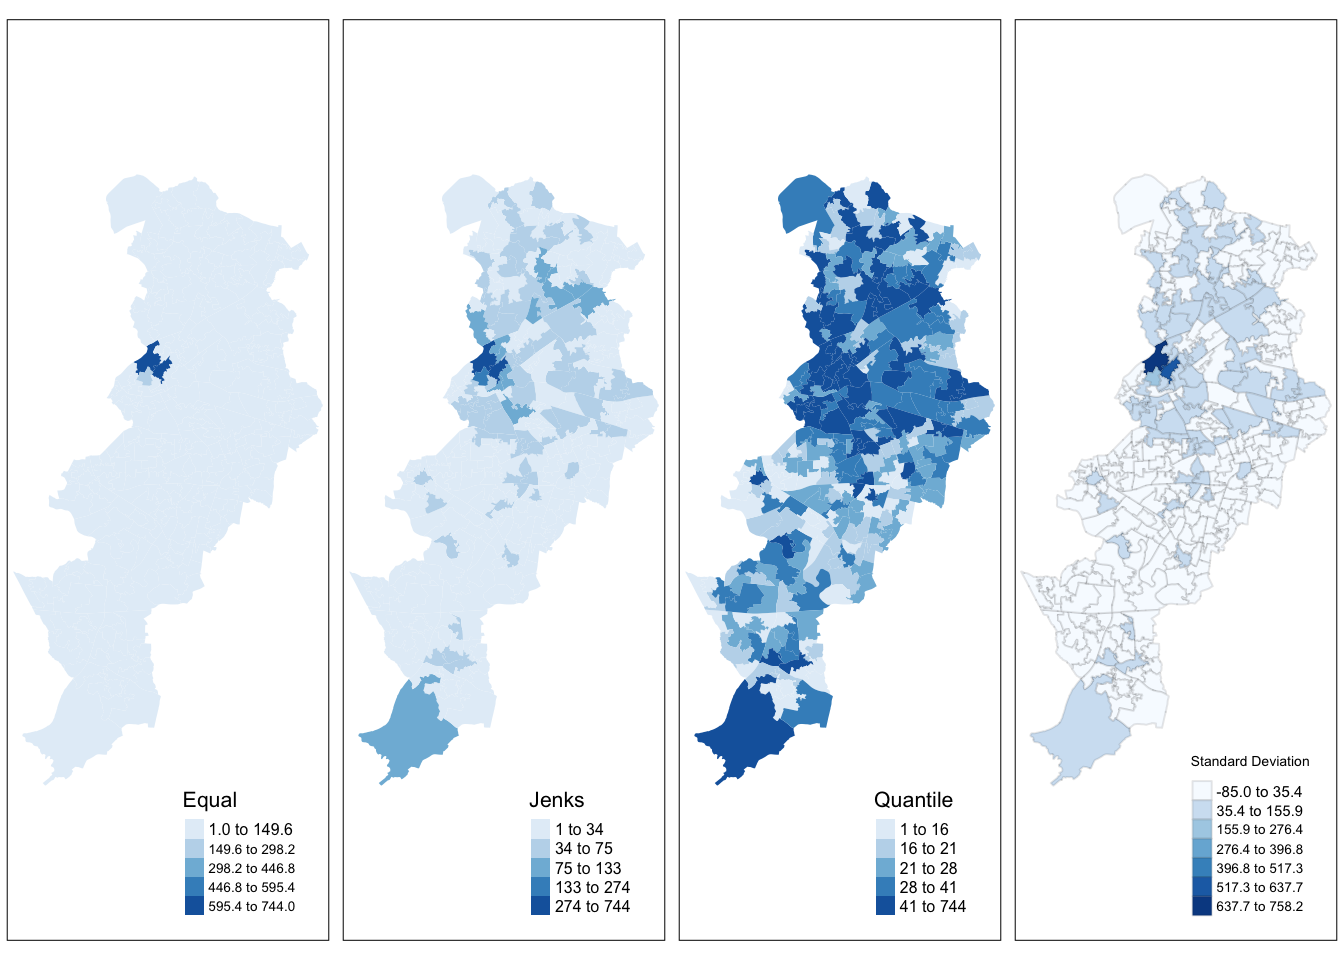 Equal
1.0 to 149.6
149.6 to 298.2
298.2 to 446.8
446.8 to 595.4
595.4 to 744.0
Jenks
1 to 34
34 to 75
75 to 133
133 to 274
274 to 744
Quantile
1 to 16
16 to 21
21 to 28
28 to 41
41 to 744
Standard Deviation
-85.0 to 35.4
35.4 to 155.9
155.9 to 276.4
276.4 to 396.8
396.8 to 517.3
517.3 to 637.7
637.7 to 758.2